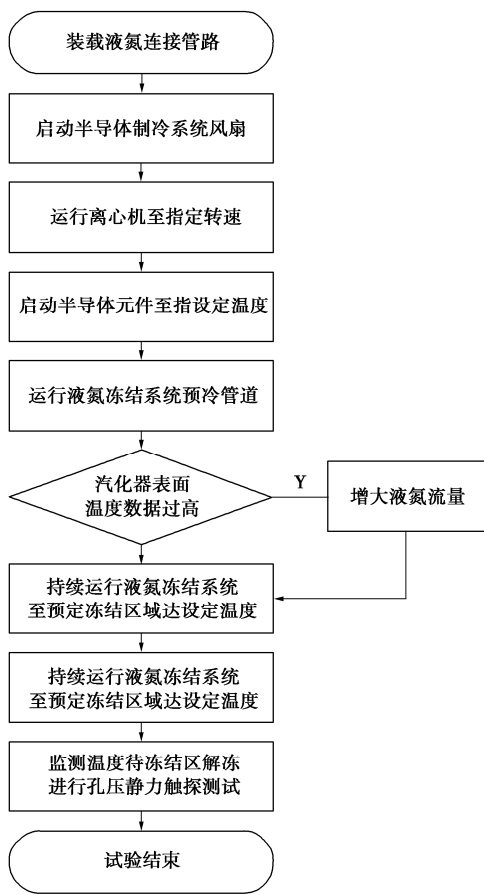 装载液氮连接管路
启动半导体制冷系统风扇
运行离心机至指定转速
启动半导体元件至指设定温度
运行液氮冻结系统预冷管道
汽化器表面
温度数据过高
Y
增大液氮流量
持续运行液氮冻结系统
至预定冻结区域达设定温度
持续运行液氮冻结系统
至预定冻结区域达设定温度
监测温度待冻结区解冻
进行孔压静力触探测试
试验结束